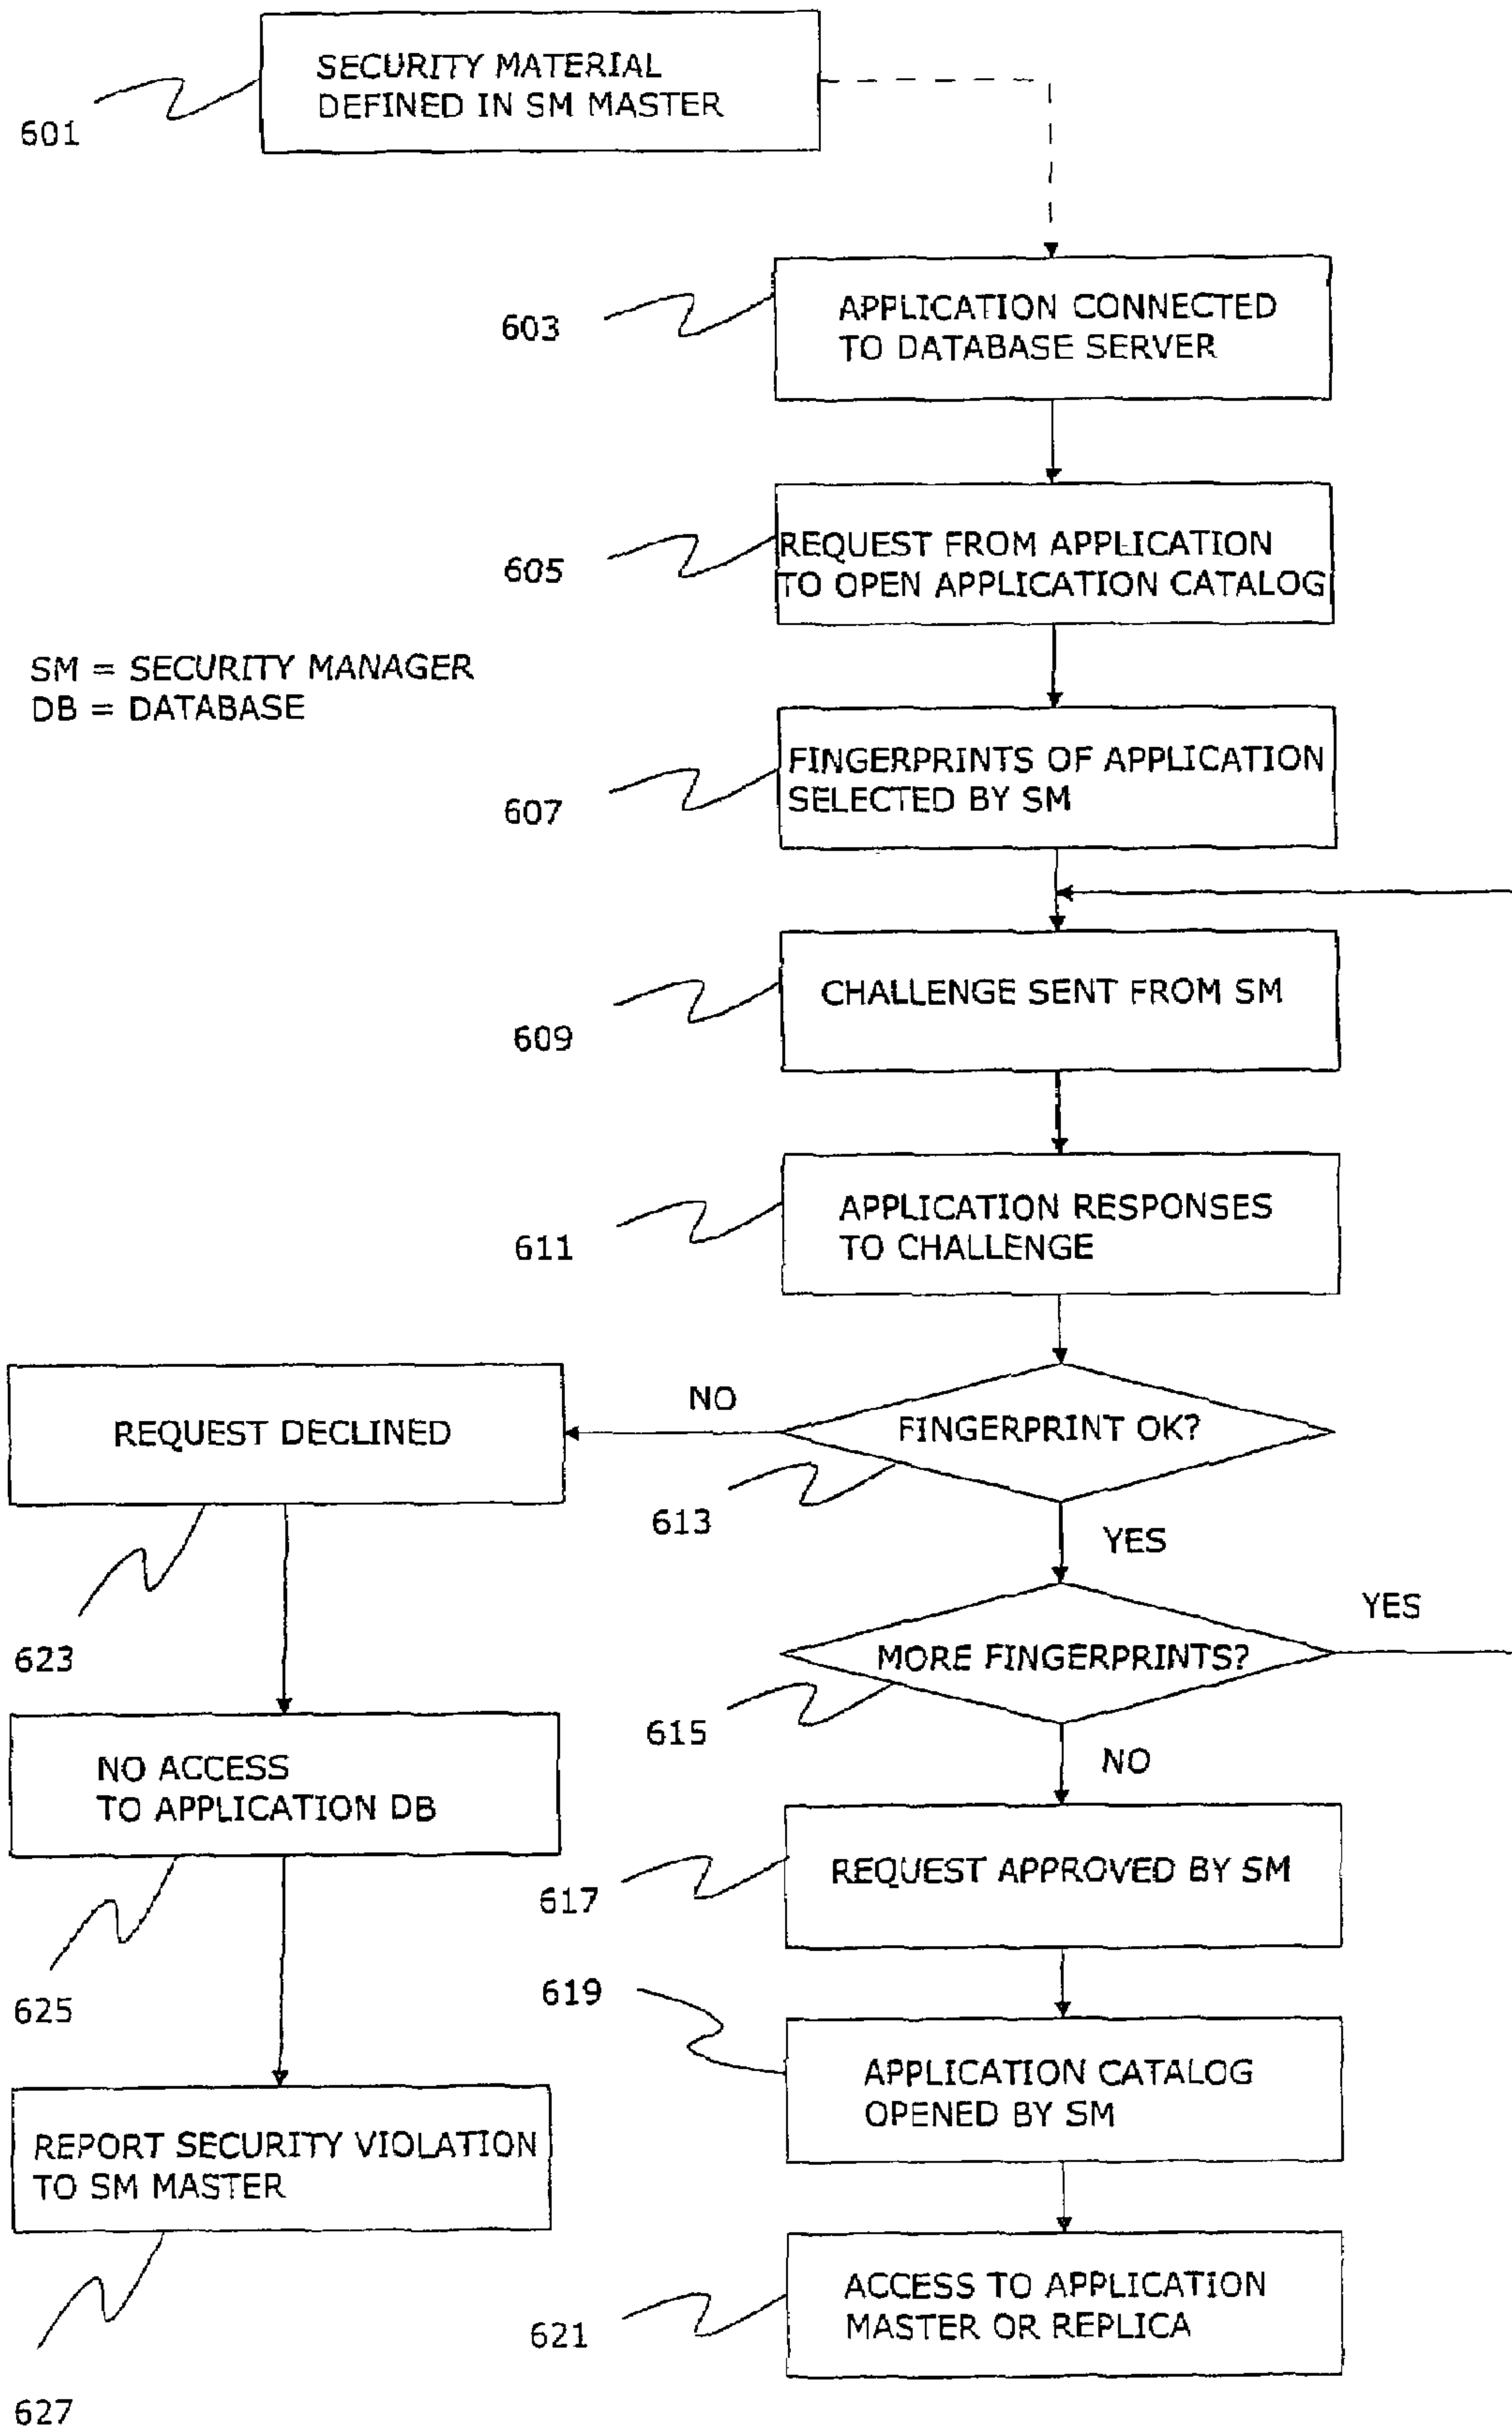 SECURITY MATERIAL
DEFINED IN SM MASTER
601
603
APPLICATION CONNECTED
TO DATABASE SERVER
605
REQUEST FROM APPLICATION
TO OPEN APPLICATION CATALOG
SM = SECURITY MANAGER
DB = DATABASE
607
FINGERPRINTS OF APPLICATION
SELECTED BY SM
609
CHALLENGE SENT FROM SM
611
APPLICATION RESPONSES
TO CHALLENGE
REQUEST DECLINED
NO
FINGERPRINT OK?
613
YES
623
MORE FINGERPRINTS?
YES
615
NO
NO ACCESS
TO APPLICATION DB
617
REQUEST APPROVED BY SM
625
619
APPLICATION CATALOG
OPENED BY SM
REPORT SECURITY VIOLATION
TO SM MASTER
621
ACCESS TO APPLICATION
MASTER OR REPLICA
627